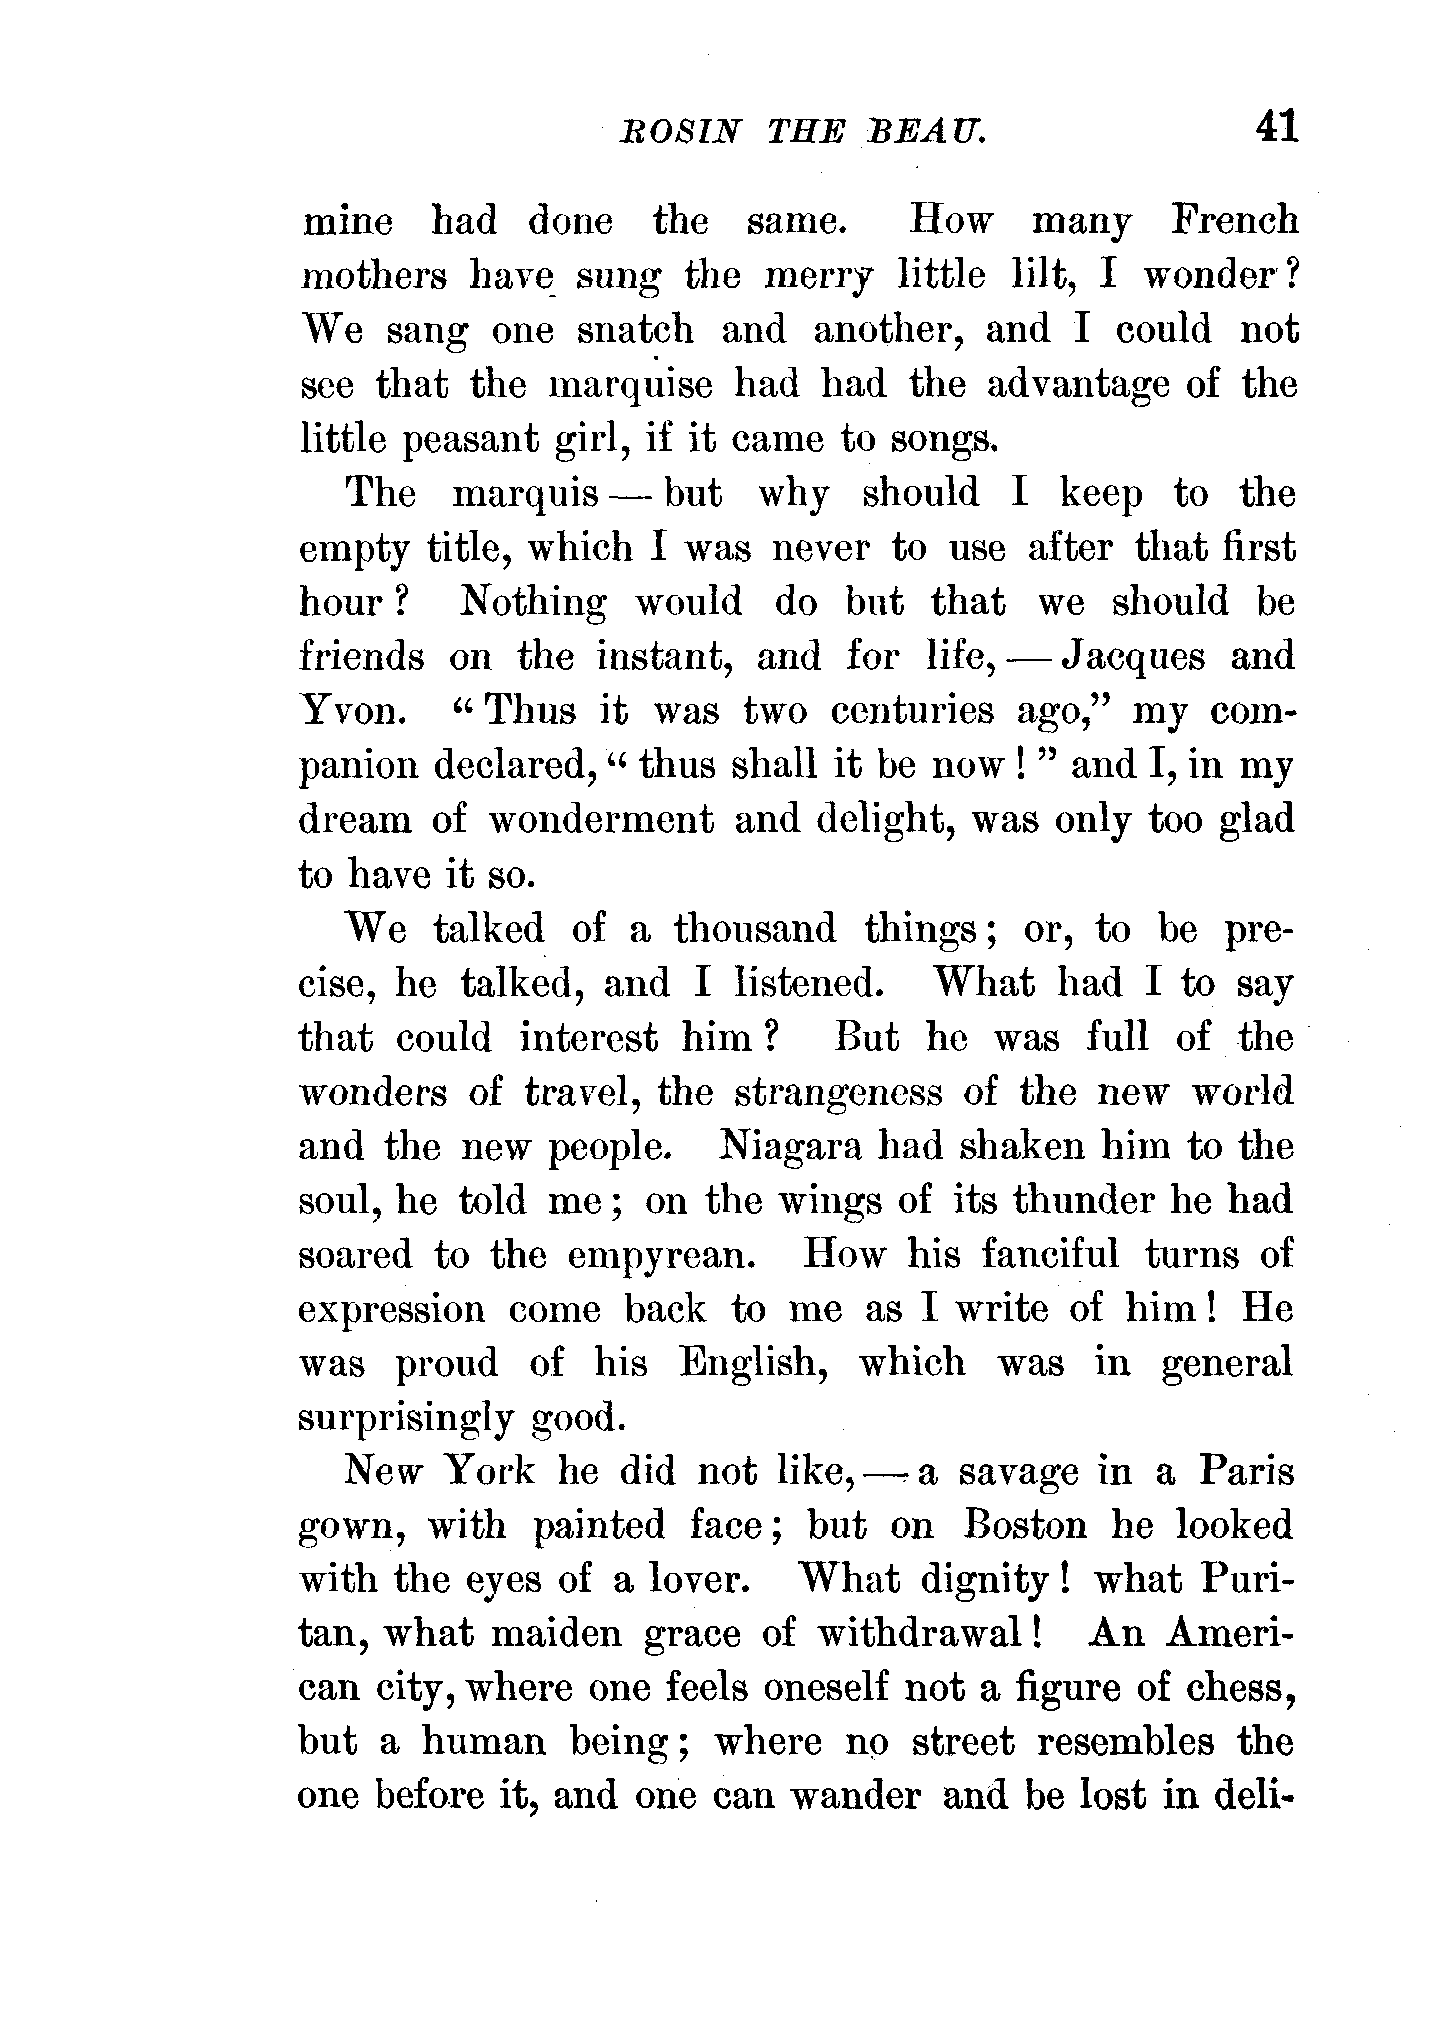 ROSIN THE BEAU. 41
mine had done the same. How many French
mothers have sung the merry little lilt, I wonder?
We sang one snatch and another, and I could not
see that the marquise had had the advantage of the
little peasant girl, if it came to songs.
The marquis — but why should I keep to the
empty title, which I was never to use after that first
hour? Nothing would do but that we should be
friends on the instant, and for life, — Jacques and
Yvon. “Thus it was two centuries ago,” my com-
panion declared, “thus shall it be now!” and I, in my
dream of wonderment and delight, was only too glad
to have it so.
We talked of a thousand things; or, to be pre-
cise, he talked, and I listened. What had I to say
that could interest him? But he was full of the
wonders of travel, the strangeness of the new world
and the new people. Niagara had shaken him to the
soul, he told me; on the wings of its thunder he had
soared to the empyrean. How his fanciful turns of
expression come back to me as I write of him! He
was proud of his English, which was in general
surprisingly good.
New York he did not like, — a savage in a Paris
gown, with painted face; but on Boston he looked
with the eyes of a lover. What dignity! what Puri-
tan, what maiden grace of withdrawal! An Ameri-
can city, where one feels oneself not a figure of chess,
but a human being; where no street resembles the
one before it, and one can wander and be lost in deli-